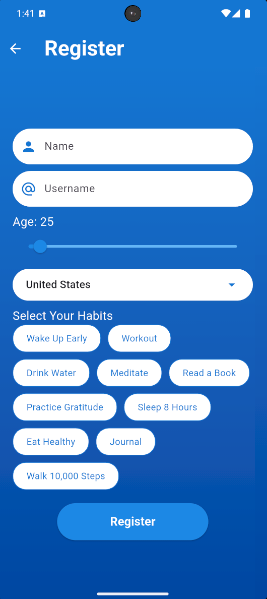 1:41
Register
Name
Username
Age: 25
United States
Select Your Habits
Wake Up Early Workout
Drink Water Meditate Read a Book
Practice Gratitude Sleep 8 Hours
Eat Healthy Journal
Walk 10,000 Steps
Register